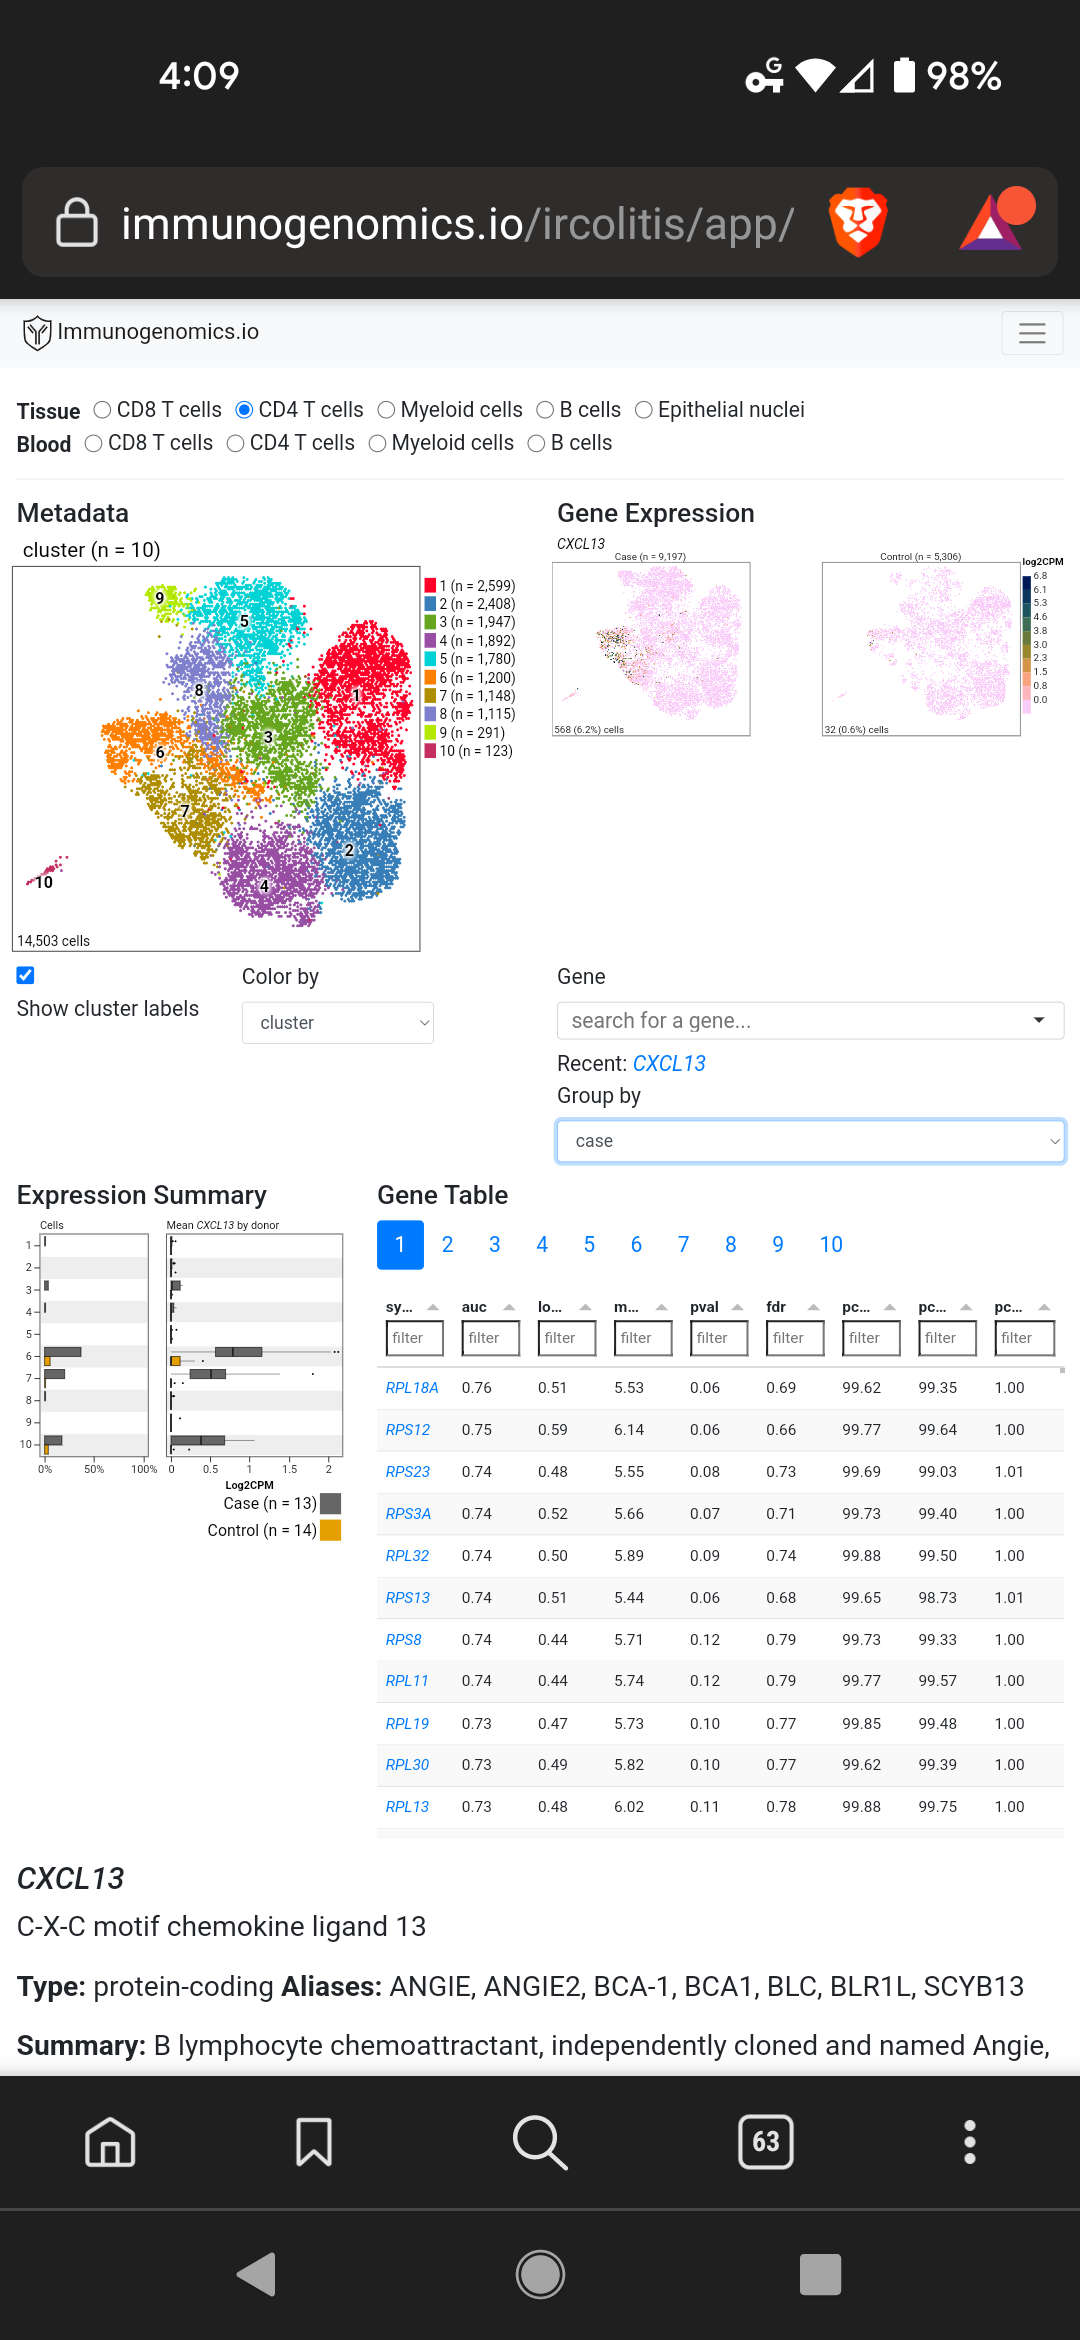 4:09
G 98%
immunogenomics.io/ircolitis/app/
Immunogenomics.io
Tissue CD8 T cells CD4 T cells Myeloid cells B cells Epithelial nuclei
Blood CD8 T cells CD4 T cells Myeloid cells B cells
Metadata
cluster (n = 10)
9
5
8
1
3
6
7
2
4
10
14,503 cells
1 (n = 2,599)
2 (n = 2,408)
3 (n = 1,947)
4 (n = 1,892)
5 (n = 1,780)
6 (n = 1,200)
7 (n = 1,148)
8 (n = 1,115)
9 (n = 291)
10 (n = 123)
Gene Expression
CXCL13
Case (n = 9,197)
568 (6.2%) cells
Control (n = 5,306)
32 (0.6%) cells
log2CPM
6.8
6.1
5.3
4.6
3.8
3.0
2.3
1.5
0.8
0.0
Show cluster labels
Color by
cluster
Gene
search for a gene...
Recent: CXCL13
Group by
case
Expression Summary
Cells Mean CXCL13 by donor
1
2
3
4
5
6
7
8
9
10
0% 50% 100% 0 0.5 1 1.5 2
Log2CPM
Case (n = 13)
Control (n = 14)
Gene Table
1 2 3 4 5 6 7 8 9 10
sy... auc lo... m... pval fdr pc... pc... pc...
filter filter filter filter filter filter filter filter filter
RPL18A 0.76 0.51 5.53 0.06 0.69 99.62 99.35 1.00
RPS12 0.75 0.59 6.14 0.06 0.66 99.77 99.64 1.00
RPS23 0.74 0.48 5.55 0.08 0.73 99.69 99.03 1.01
RPS3A 0.74 0.52 5.66 0.07 0.71 99.73 99.40 1.00
RPL32 0.74 0.50 5.89 0.09 0.74 99.88 99.50 1.00
RPS13 0.74 0.51 5.44 0.06 0.68 99.65 98.73 1.01
RPS8 0.74 0.44 5.71 0.12 0.79 99.73 99.33 1.00
RPL11 0.74 0.44 5.74 0.12 0.79 99.77 99.57 1.00
RPL19 0.73 0.47 5.73 0.10 0.77 99.85 99.48 1.00
RPL30 0.73 0.49 5.82 0.10 0.77 99.62 99.39 1.00
RPL13 0.73 0.48 6.02 0.11 0.78 99.88 99.75 1.00
CXCL13
C-X-C motif chemokine ligand 13
Type: protein-coding Aliases: ANGIE, ANGIE2, BCA-1, BCA1, BLC, BLR1L, SCYB13
Summary: B lymphocyte chemoattractant, independently cloned and named Angie,
63